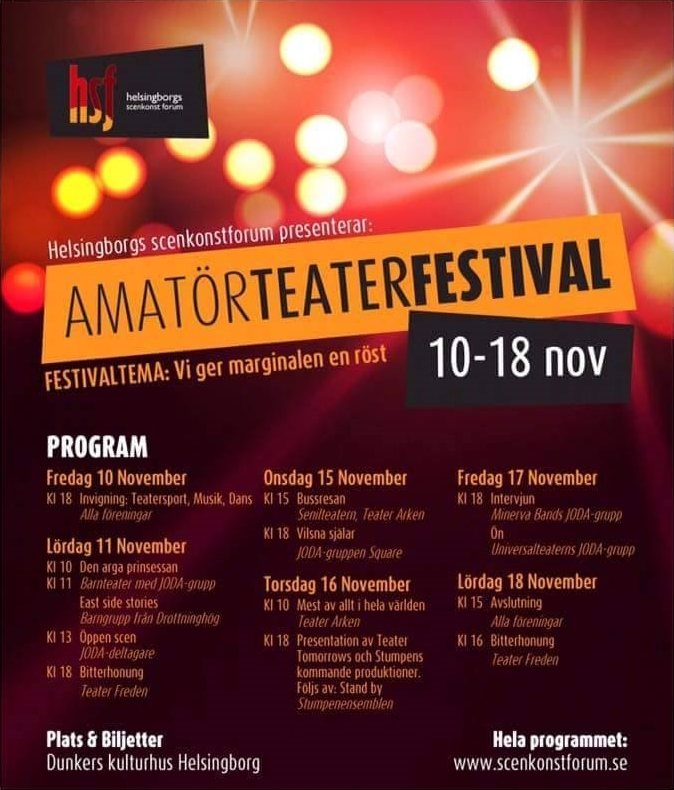 hsf
helsingborgs
scenkonst forum
Helsingborgs scenkonstforum presenterar:
AMATÖRTEATERFESTIVAL
10-18 nov
FESTIVALTEMA: Vi ger marginalen en röst
PROGRAM
Fredag 10 November
Kl 18 Invigning: Teatersport, Musik, Dans
Alla föreningar
Lördag 11 November
Kl 10 Den arga prinsessan
Kl 11 Barnteater med JODA-grupp
East side stories
Barngrupp från Drottninghög
Kl 13 Öppen scen
JODA-deltagare
Kl 18 Bitterhonung
Teater Freden
Onsdag 15 November
Kl 15 Bussresan
Senilteatern, Teater Arken
Kl 18 Vilsna själar
JODA-gruppen Square
Torsdag 16 November
Kl 10 Mest av allt i hela världen
Teater Arken
Kl 18 Presentation av Teater
Tomorrows och Stumpens
kommande produktioner.
Följs av: Stand by
Stumpenensemblen
Fredag 17 November
Kl 18 Intervjun
Minerva Bands JODA-grupp
Ön
Universalteaterns JODA-grupp
Lördag 18 November
Kl 15 Avslutning
Alla föreningar
Kl 16 Bitterhonung
Teater Freden
Plats & Biljetter
Dunkers kulturhus Helsingborg
Hela programmet:
www.scenkonstforum.se